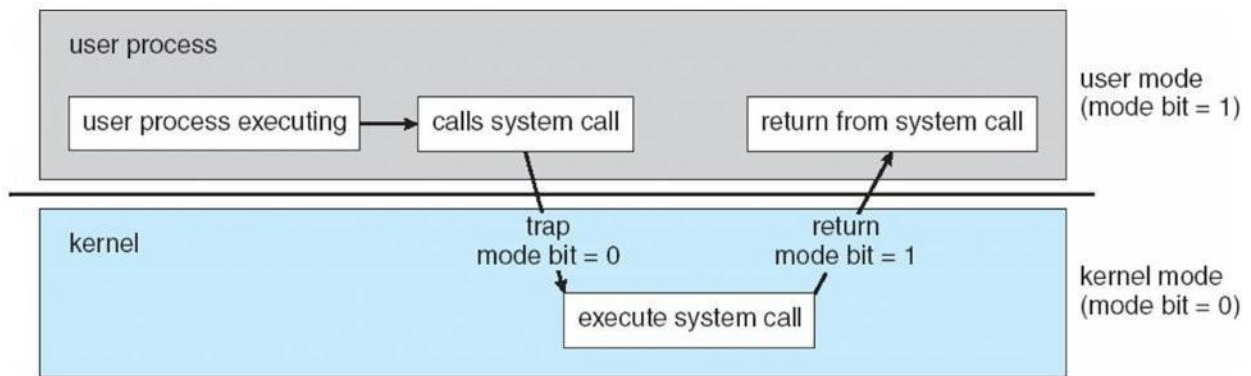 user process
user process executing
calls system call
return from system call
user mode
(mode bit = 1)
kernel
trap
mode bit = 0
return
mode bit = 1
execute system call
kernel mode
(mode bit = 0)